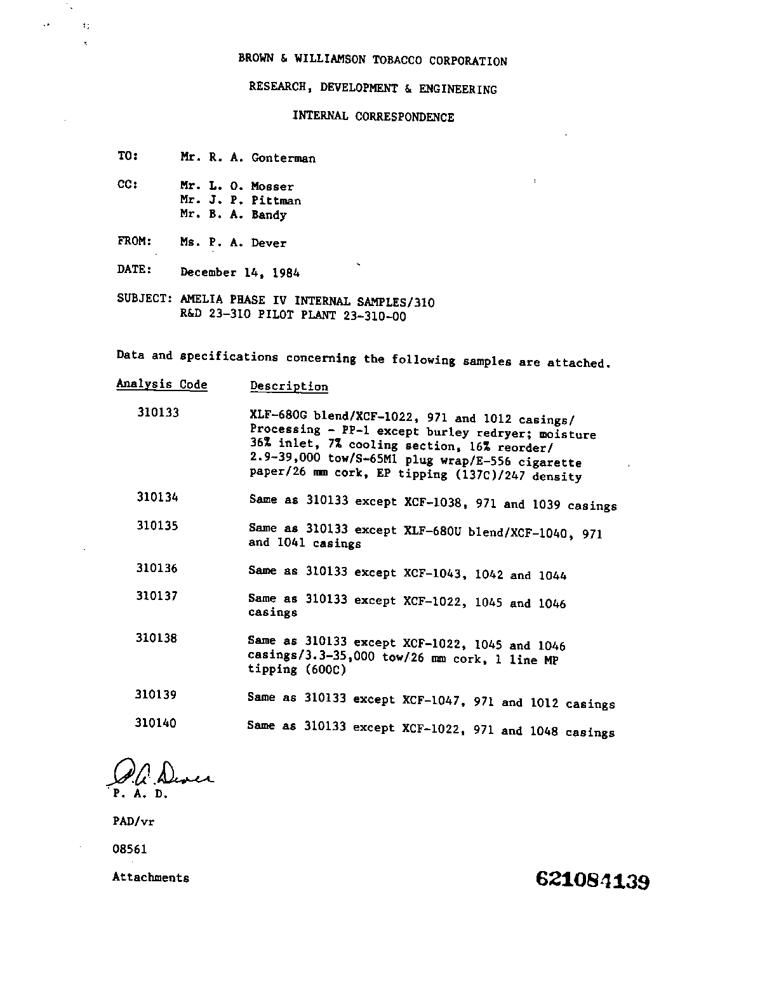 BROWN & WILLIAMSON TOBACCO CORPORATION
RESEARCH, DEVELOPMENT & ENGINEERING
INTERNAL CORRESPONDENCE
TO: Mr. R. A. Gonterman
CC: Mr. L. O. Mosser
Mr. J. P. Pittman
Mr. B. A. Bandy
FROM: Ms. P. A. Dever
DATE: December 14, 1984
SUBJECT: AMELIA PHASE IV INTERNAL SAMPLES/310
R&D 23-310 PILOT PLANT 23-310-00
Data and specifications concerning the following samples are attached.
Analysis Code Description
310133 XLF-680G blend/XCF-1022, 971 and 1012 casings/
Processing - PP-1 except burley redryer; moisture
36% inlet, 7% cooling section, 16% reorder/
2.9-39,000 tow/S-65M1 plug wrap/E-556 cigarette
paper/26 mm cork, EP tipping (137C)/247 density
310134 Same as 310133 except XCF-1038, 971 and 1039 casings
310135 Same as 310133 except XLF-680U blend/XCF-1040, 971
and 1041 casings
310136 Same as 310133 except XCF-1043, 1042 and 1044
310137 Same as 310133 except XCF-1022, 1045 and 1046
casings
310138 Same as 310133 except XCF-1022, 1045 and 1046
casings/3.3-35,000 tow/26 mm cork, 1 line MP
tipping (600C)
310139 Same as 310133 except XCF-1047, 971 and 1012 casings
310140 Same as 310133 except XCF-1022, 971 and 1048 casings
P.A. Dever
P. A. D.
PAD/vr
08561
Attachments
621084139